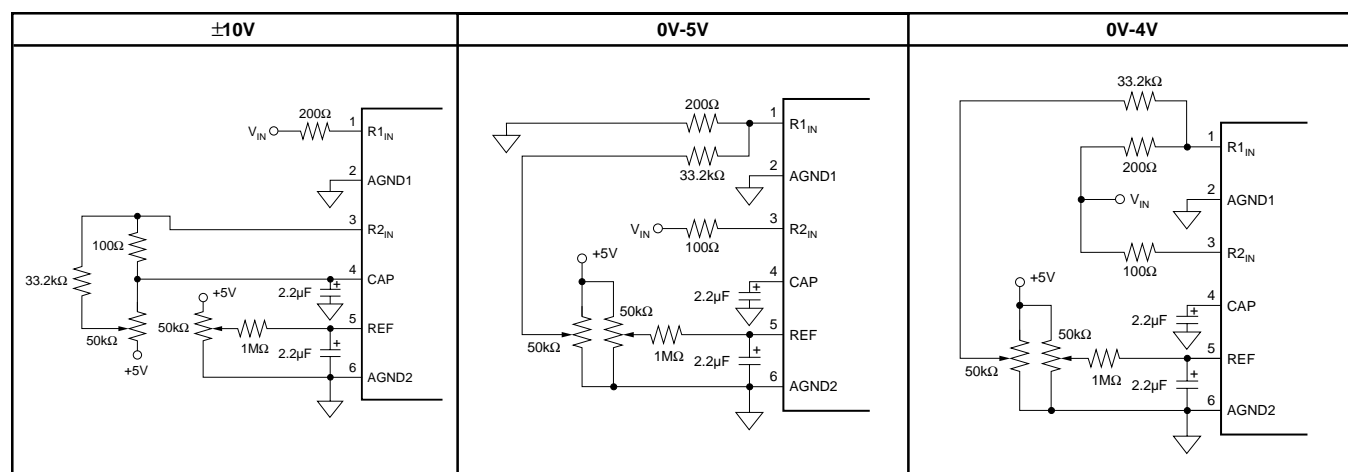 ±10V
0V-5V
0V-4V
200Ω
V_IN
1
R1_IN
2
AGND1
3
R2_IN
100Ω
33.2kΩ
4
CAP
2.2µF
+
+5V
50kΩ
50kΩ
+5V
1MΩ
5
REF
2.2µF
+
6
AGND2
200Ω
1
R1_IN
33.2kΩ
2
AGND1
V_IN
3
R2_IN
100Ω
+5V
4
CAP
2.2µF
+
50kΩ
50kΩ
1MΩ
5
REF
2.2µF
+
6
AGND2
33.2kΩ
1
R1_IN
200Ω
2
AGND1
V_IN
3
R2_IN
100Ω
+5V
4
CAP
2.2µF
+
50kΩ
50kΩ
1MΩ
5
REF
2.2µF
+
6
AGND2